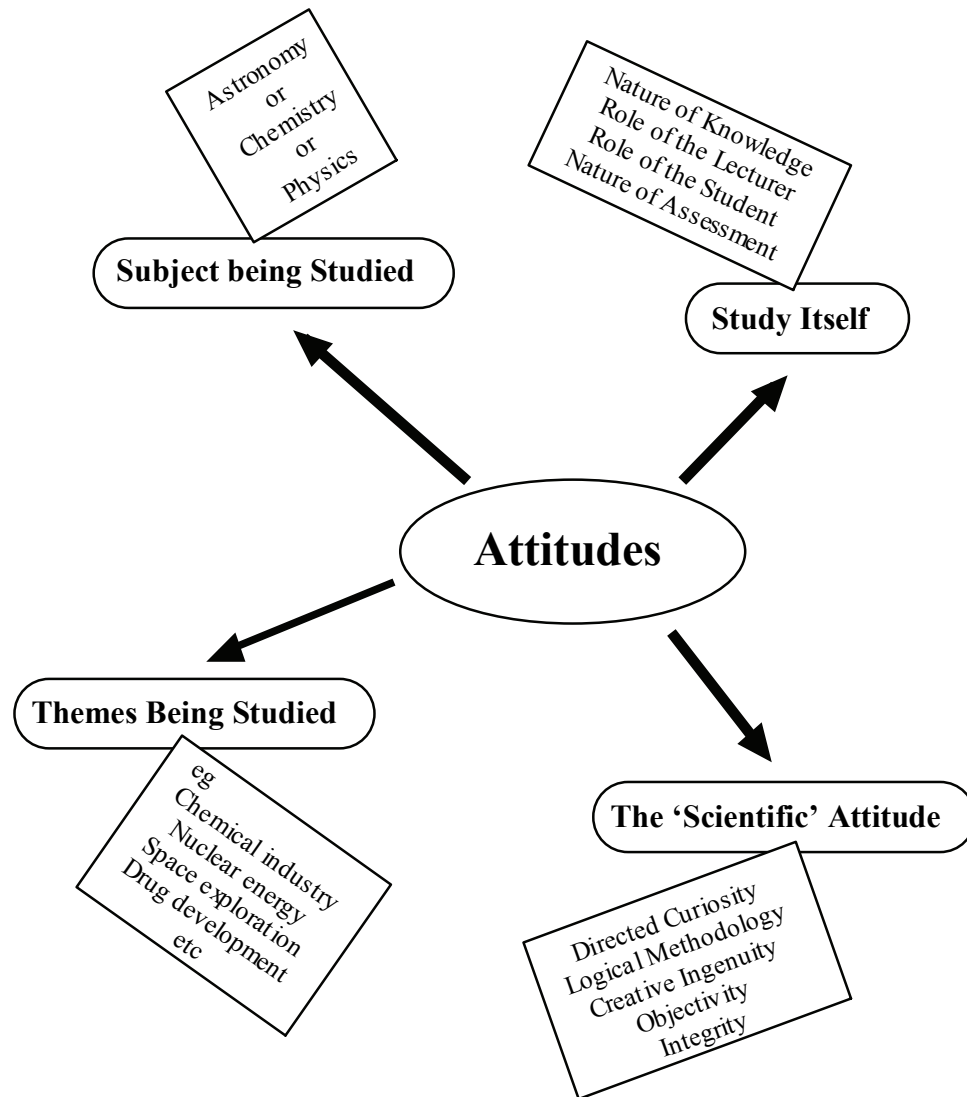 Astronomy
or
Chemistry
or
Physics
Subject being Studied
Nature of Knowledge
Role of the Lecturer
Role of the Student
Nature of Assessment
Study Itself
Attitudes
Themes Being Studied
eg
Chemical industry
Nuclear energy
Space exploration
Drug development
etc
The ‘Scientific’ Attitude
Directed Curiosity
Logical Methodology
Creative Ingenuity
Objectivity
Integrity